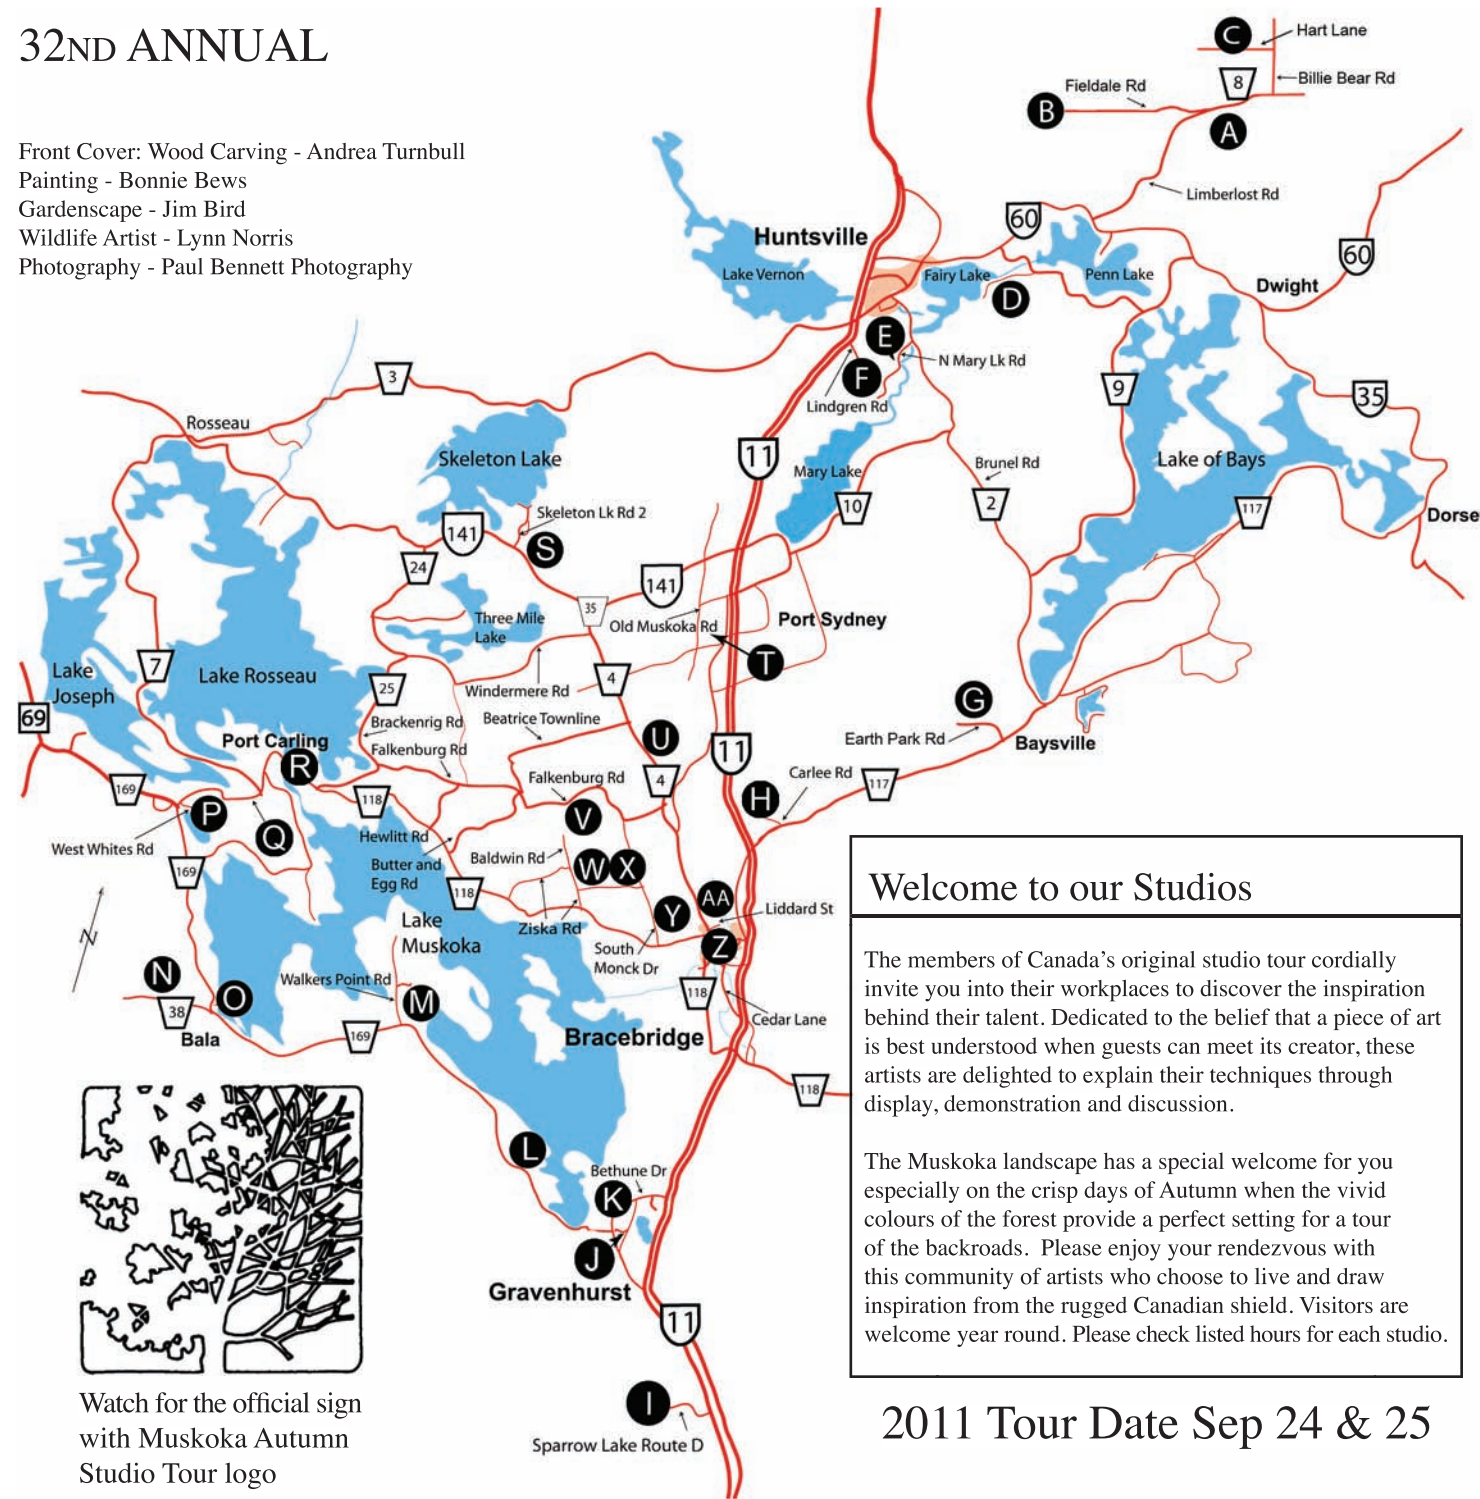 32ND ANNUAL
Front Cover: Wood Carving - Andrea Turnbull
Painting - Bonnie Bews
Gardenscape - Jim Bird
Wildlife Artist - Lynn Norris
Photography - Paul Bennett Photography
C
Hart Lane
8
Billie Bear Rd
Fieldale Rd
B
A
Limberlost Rd
60
Huntsville
60
Lake Vernon
Fairy Lake
Penn Lake
Dwight
D
E
N Mary Lk Rd
F
3
9
35
Lindgren Rd
Rosseau
11
Skeleton Lake
Mary Lake
Brunel Rd
Lake of Bays
10
2
117
Dorse
Skeleton Lk Rd 2
141
S
24
141
35
Three Mile
Lake
Old Muskoka Rd
Port Sydney
T
7
Lake
Joseph
Lake Rosseau
25
Windermere Rd
4
69
Brackenrig Rd
Beatrice Townline
G
Port Carling
Falkenburg Rd
U
11
Earth Park Rd
Baysville
R
169
118
Falkenburg Rd
4
Carlee Rd
117
H
P
Q
V
West Whites Rd
Hewlitt Rd
Butter and
Egg Rd
Baldwin Rd
W
X
169
118
AA
Liddard St
Y
N
Lake
Muskoka
Ziska Rd
South
Monck Dr
Z
N
Walkers Point Rd
118
O
M
38
Cedar Lane
Bala
169
Bracebridge
118
L
Bethune Dr
K
J
Gravenhurst
11
I
Sparrow Lake Route D
Watch for the official sign
with Muskoka Autumn
Studio Tour logo
Welcome to our Studios
The members of Canada's original studio tour cordially
invite you into their workplaces to discover the inspiration
behind their talent. Dedicated to the belief that a piece of art
is best understood when guests can meet its creator, these
artists are delighted to explain their techniques through
display, demonstration and discussion.
The Muskoka landscape has a special welcome for you
especially on the crisp days of Autumn when the vivid
colours of the forest provide a perfect setting for a tour
of the backroads.  Please enjoy your rendezvous with
this community of artists who choose to live and draw
inspiration from the rugged Canadian shield. Visitors are
welcome year round. Please check listed hours for each studio.
2011 Tour Date Sep 24 & 25